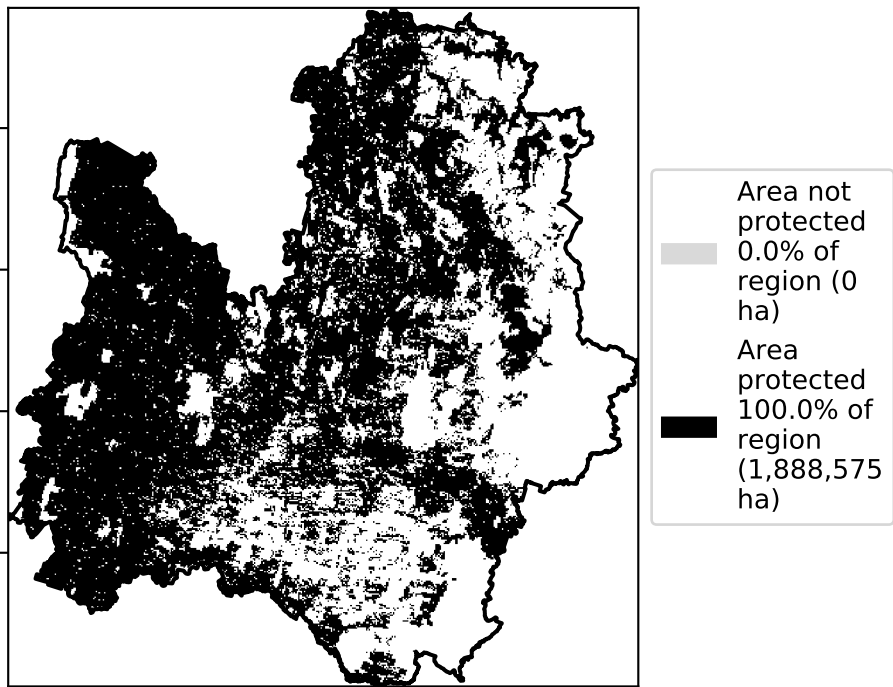 Area not
protected
0.0% of
region (0
ha)
Area
protected
100.0% of
region
(1,888,575
ha)